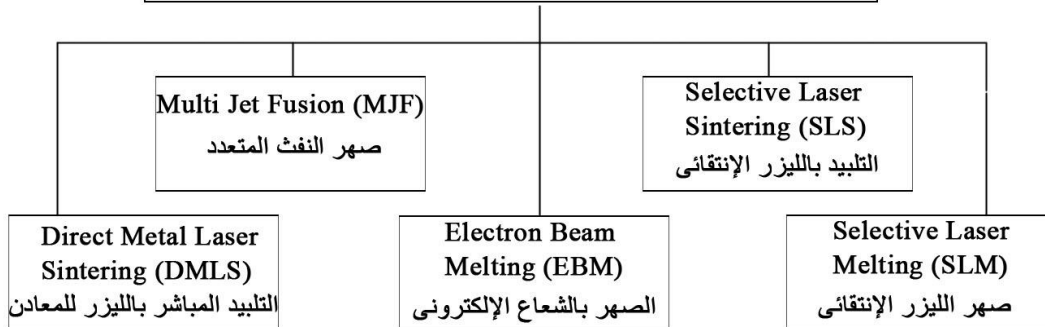 Multi Jet Fusion (MJF)
صهر النفث المتعدد
Selective Laser
Sintering (SLS)
التلبيد بالليزر الإنتقائى
Direct Metal Laser
Sintering (DMLS)
التلبيد المباشر بالليزر للمعادن
Electron Beam
Melting (EBM)
الصهر بالشعاع الإلكترونى
Selective Laser
Melting (SLM)
صهر الليزر الإنتقائى